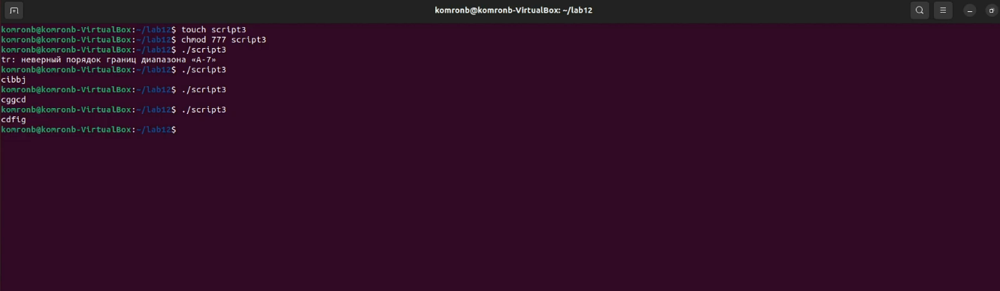 komronb@komronb-VirtualBox: ~/lab12
komronb@komronb-VirtualBox:~/lab12$ touch script3
komronb@komronb-VirtualBox:~/lab12$ chmod 777 script3
komronb@komronb-VirtualBox:~/lab12$ ./script3
tr: неверный порядок границ диапазона «A-7»
komronb@komronb-VirtualBox:~/lab12$ ./script3
cibbj
komronb@komronb-VirtualBox:~/lab12$ ./script3
cggcd
komronb@komronb-VirtualBox:~/lab12$ ./script3
cdfig
komronb@komronb-VirtualBox:~/lab12$